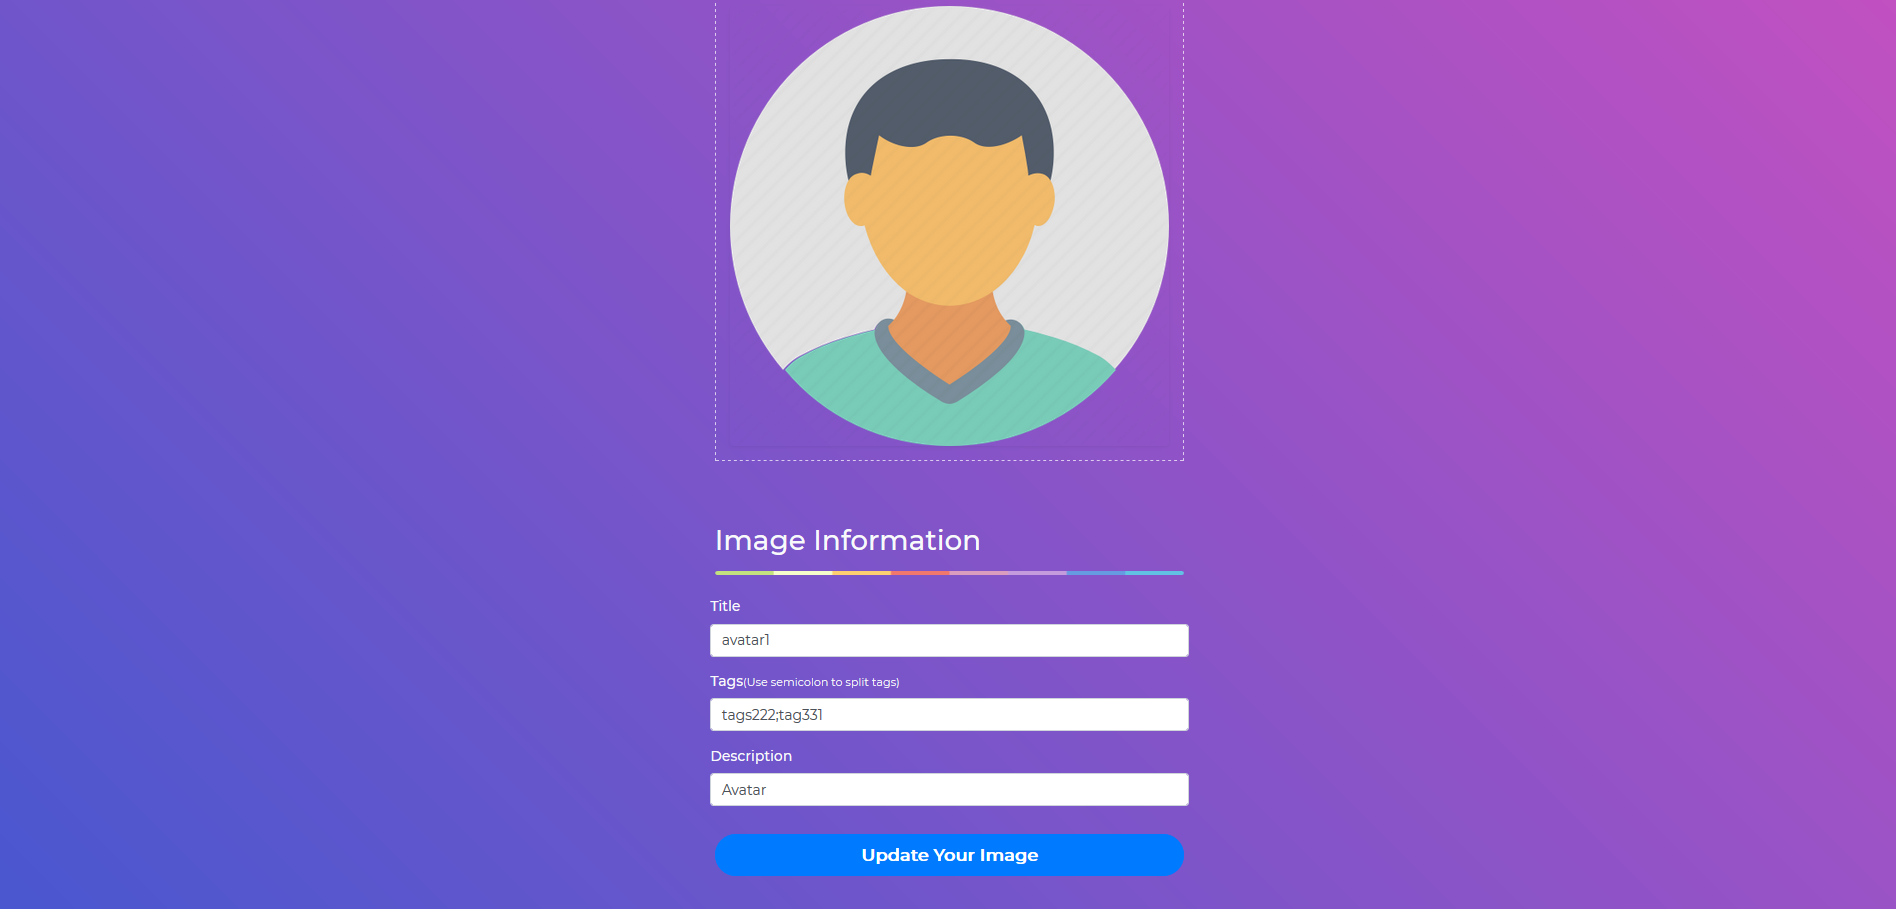 Image Information
Title
avatar1
Tags(Use semicolon to split tags)
tags222;tag331
Description
Avatar
Update Your Image